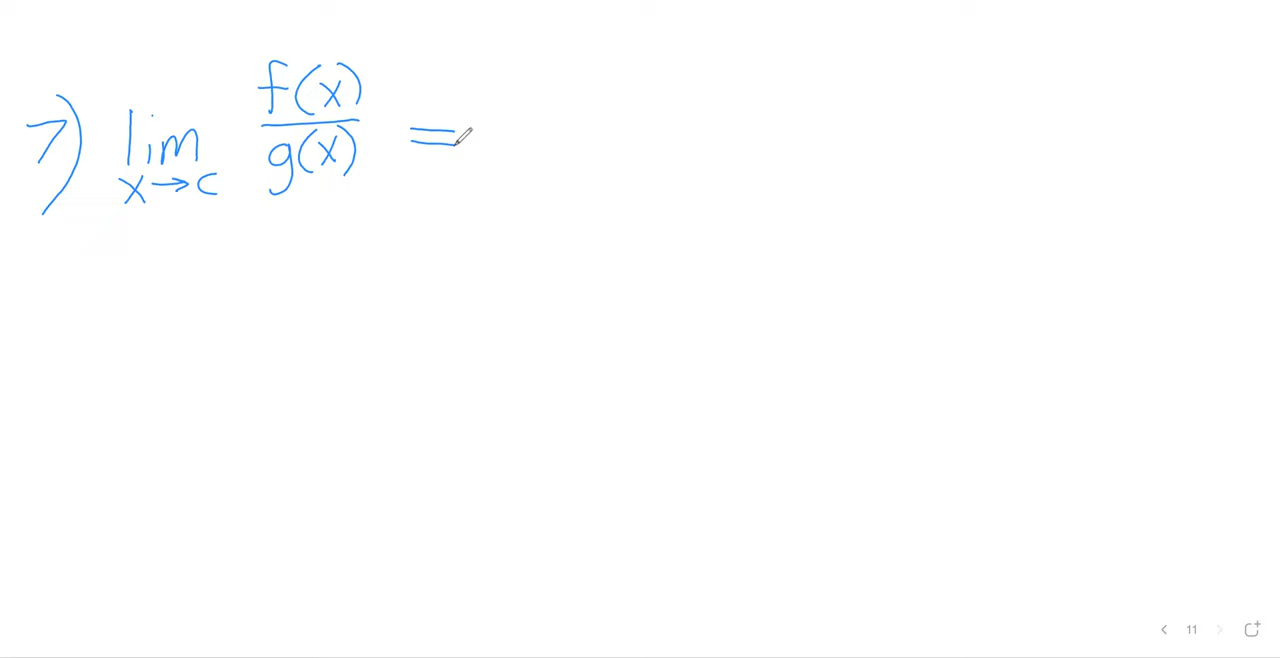 7) lim x→c f(x)/g(x) =
11